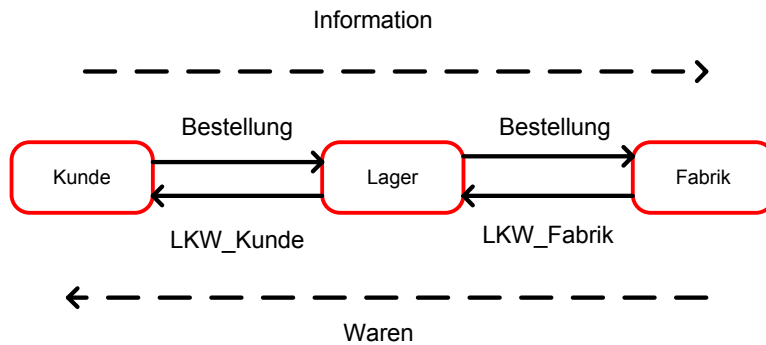 Information
Bestellung
Bestellung
Kunde
Lager
Fabrik
LKW_Kunde
LKW_Fabrik
Waren